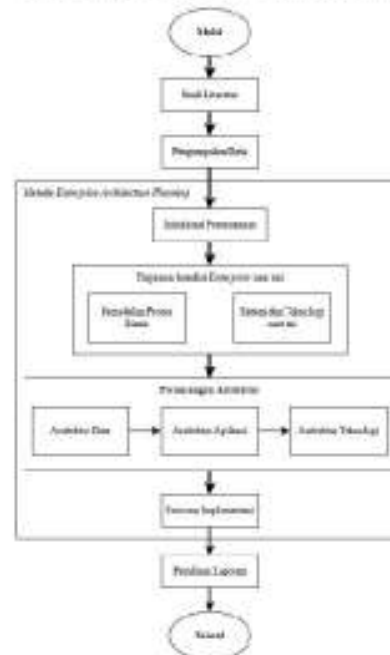 Mulai
Studi Literatur
Pengumpulan Data
Metode Enterprise Architecture Planning
Inisialisasi Perencanaan
Tinjauan kondisi Enterprise saat ini
Pemodelan Proses
Bisnis
Sistem dan Teknologi
saat ini
Perancangan Arsitektur
Arsitektur Data
Arsitektur Aplikasi
Arsitektur Teknologi
Rencana Implementasi
Penulisan Laporan
Selesai